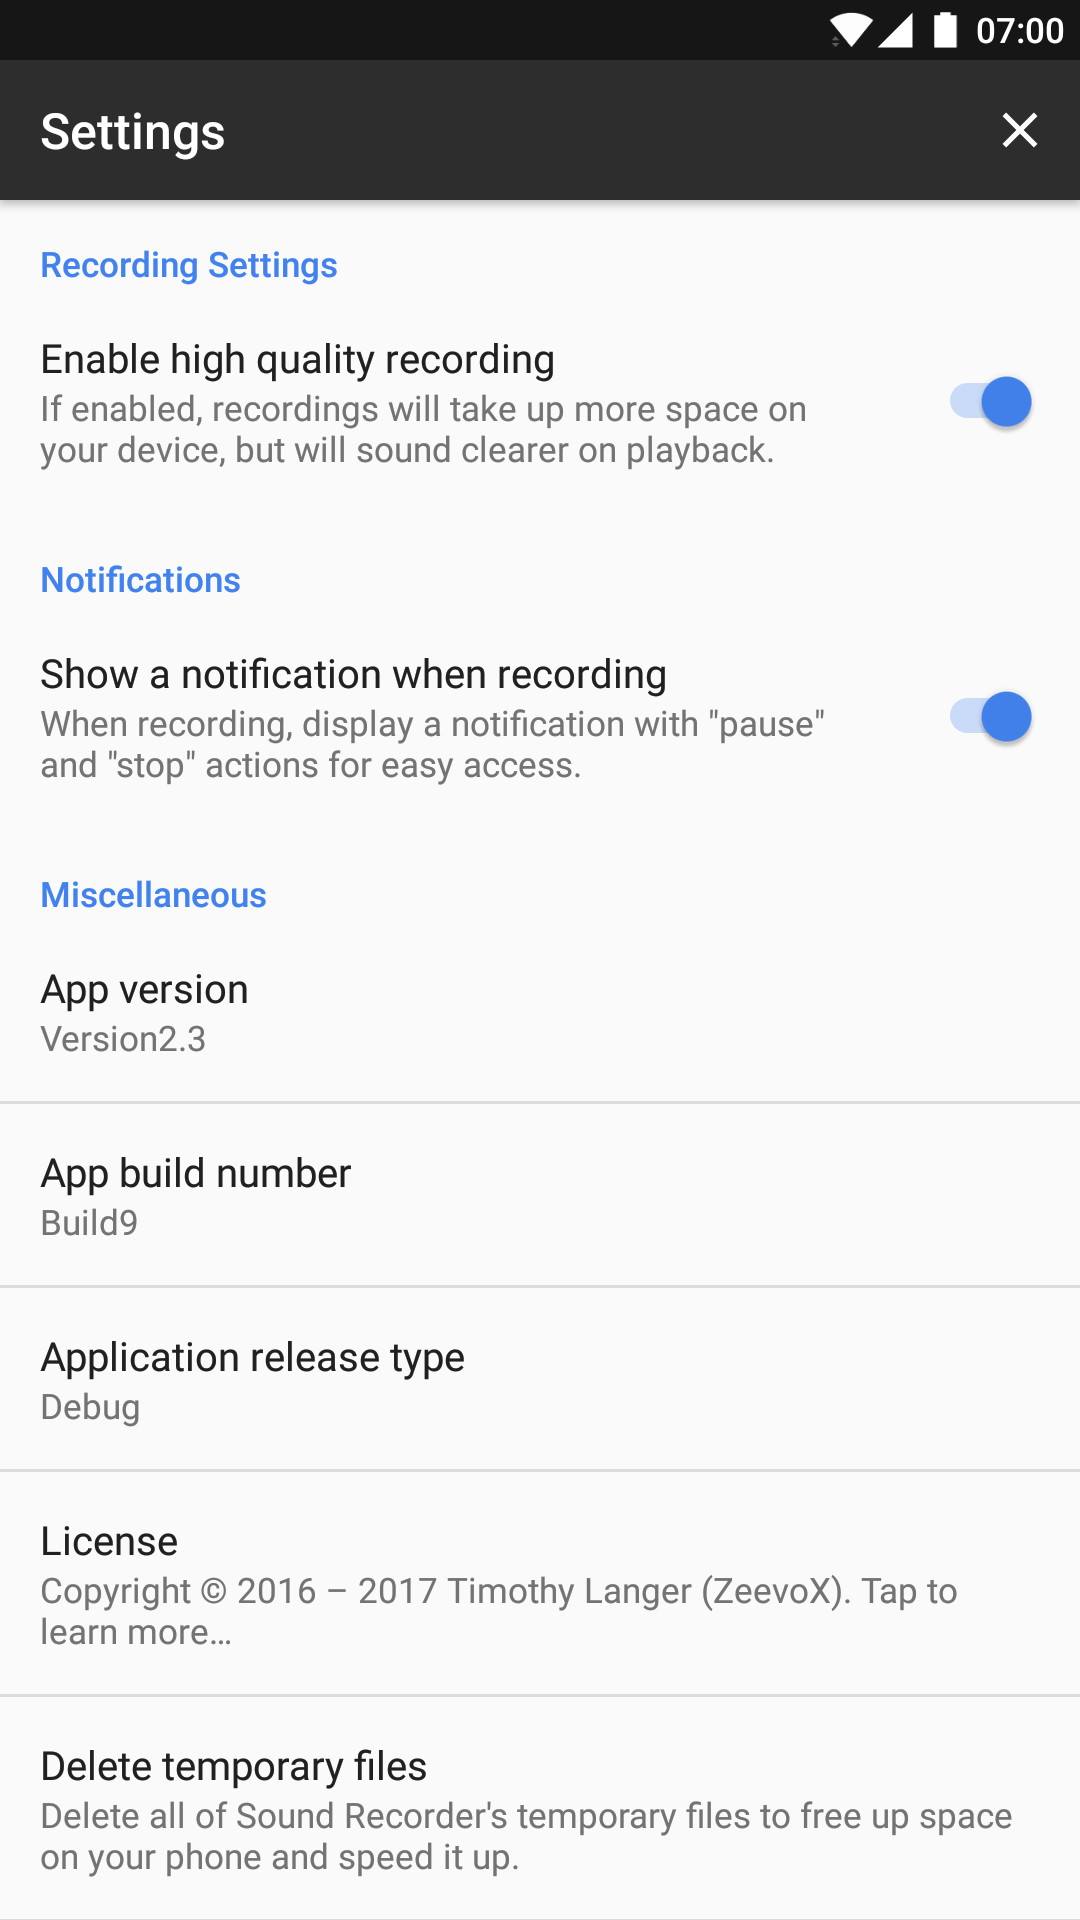 07:00
Settings
Recording Settings
Enable high quality recording
If enabled, recordings will take up more space on
your device, but will sound clearer on playback.
Notifications
Show a notification when recording
When recording, display a notification with "pause"
and "stop" actions for easy access.
Miscellaneous
App version
Version2.3
App build number
Build9
Application release type
Debug
License
Copyright © 2016 – 2017 Timothy Langer (ZeevoX). Tap to
learn more…
Delete temporary files
Delete all of Sound Recorder's temporary files to free up space
on your phone and speed it up.